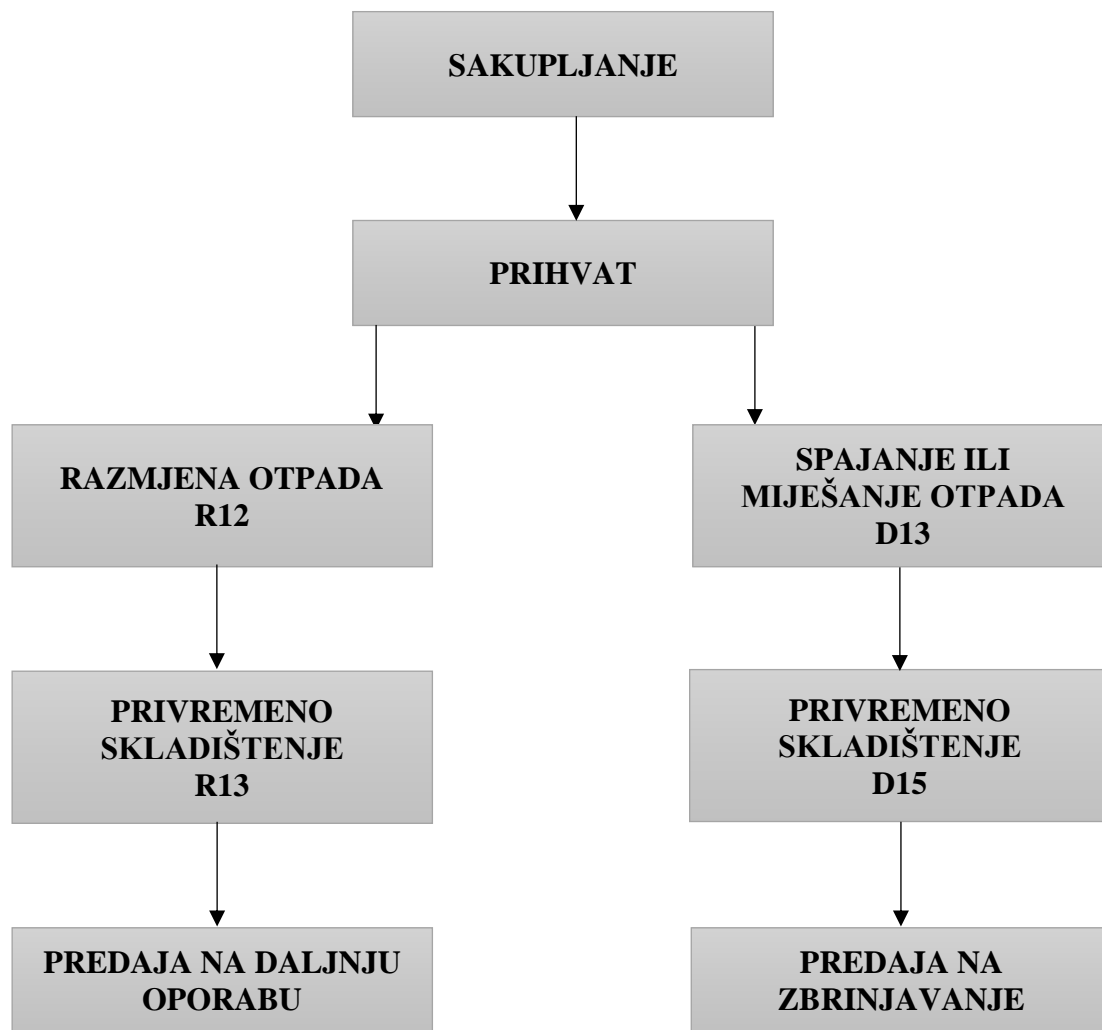 SAKUPLJANJE
PRIHVAT
RAZMJENA OTPADA
R12
SPAJANJE ILI
MIJEŠANJE OTPADA
D13
PRIVREMENO
SKLADIŠTENJE
R13
PRIVREMENO
SKLADIŠTENJE
D15
PREDAJA NA DALJNJU
OPORABU
PREDAJA NA
ZBRINJAVANJE